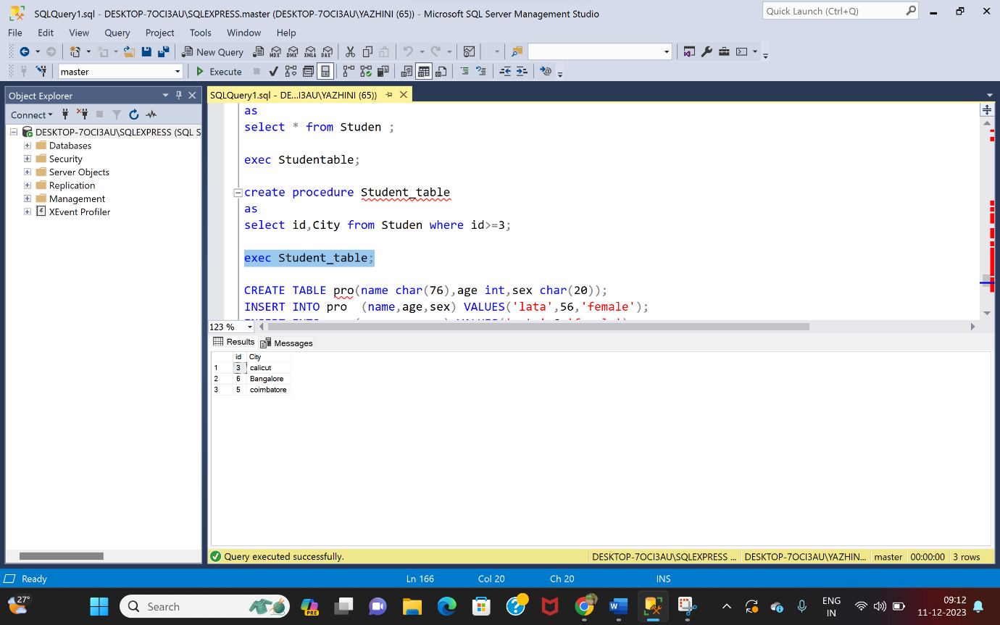 SQLQuery1.sql - DESKTOP-7OCI3AU\SQLEXPRESS.master (DESKTOP-7OCI3AU\YAZHINI (65)) - Microsoft SQL Server Management Studio
Quick Launch (Ctrl+Q)
File Edit View Query Project Tools Window Help
New Query MDX DMX XMLA DAX
master Execute
Object Explorer
SQLQuery1.sql - DE...I3AU\YAZHINI (65))
Connect
DESKTOP-7OCI3AU\SQLEXPRESS (SQL S
Databases
Security
Server Objects
Replication
Management
XEvent Profiler
as
select * from Studen ;
exec Studentable;
create procedure Student_table
as
select id,City from Studen where id>=3;
exec Student_table;
CREATE TABLE pro(name char(76),age int,sex char(20));
INSERT INTO pro  (name,age,sex) VALUES('lata',56,'female');
123 %
Results Messages
id City
1 3 calicut
2 6 Bangalore
3 5 coimbatore
Query executed successfully.
DESKTOP-7OCI3AU\SQLEXPRESS ... DESKTOP-7OCI3AU\YAZHIN... master 00:00:00 3 rows
Ready Ln 166 Col 20 Ch 20 INS
27°
Search
PRE
ENG
IN
09:12
11-12-2023